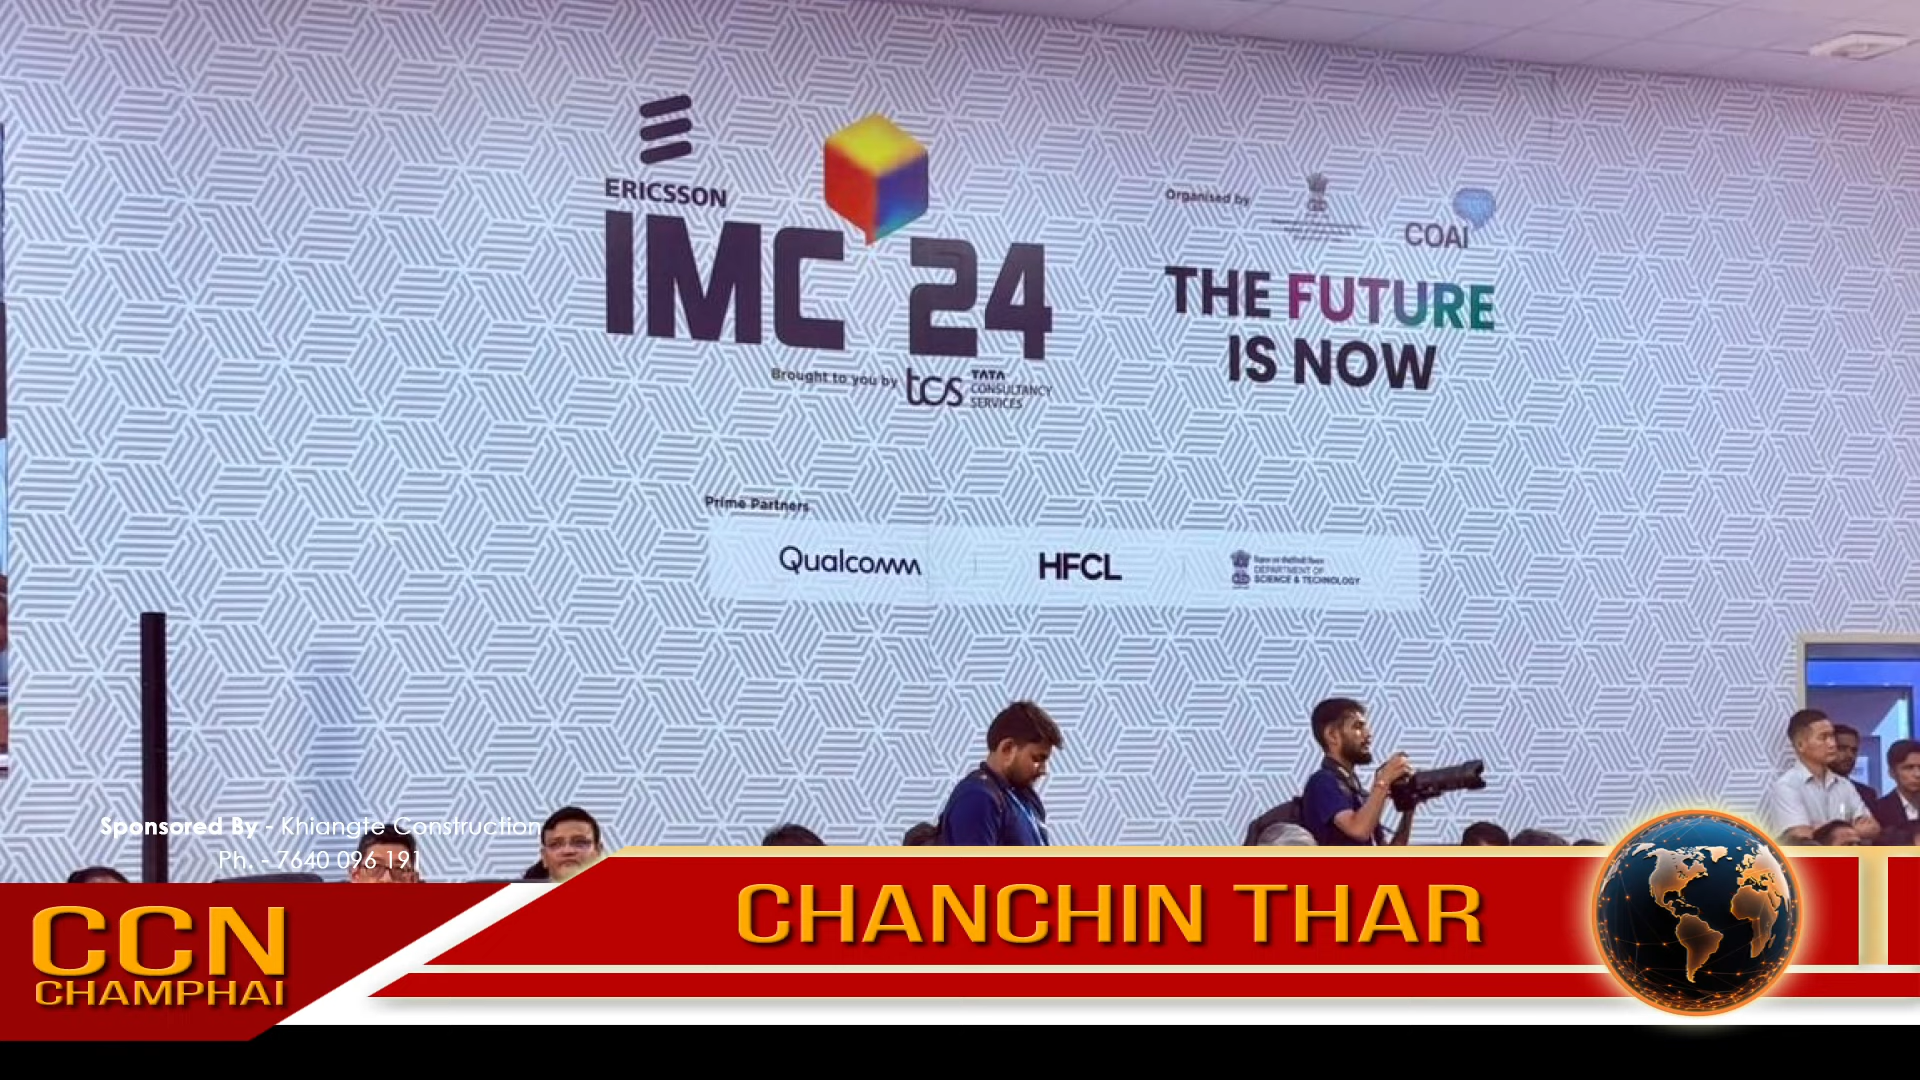 ERICSSON
IMC 24
Brought to you by tcs TATA
CONSULTANCY
SERVICES
Organised by
COAI
THE FUTURE
IS NOW
Prime Partners
Qualcomm
HFCL
DEPARTMENT OF
SCIENCE & TECHNOLOGY
Sponsored By - Khiangte Construction
Ph. - 7640 096 191
CCN
CHAMPHAI
CHANCHIN THAR